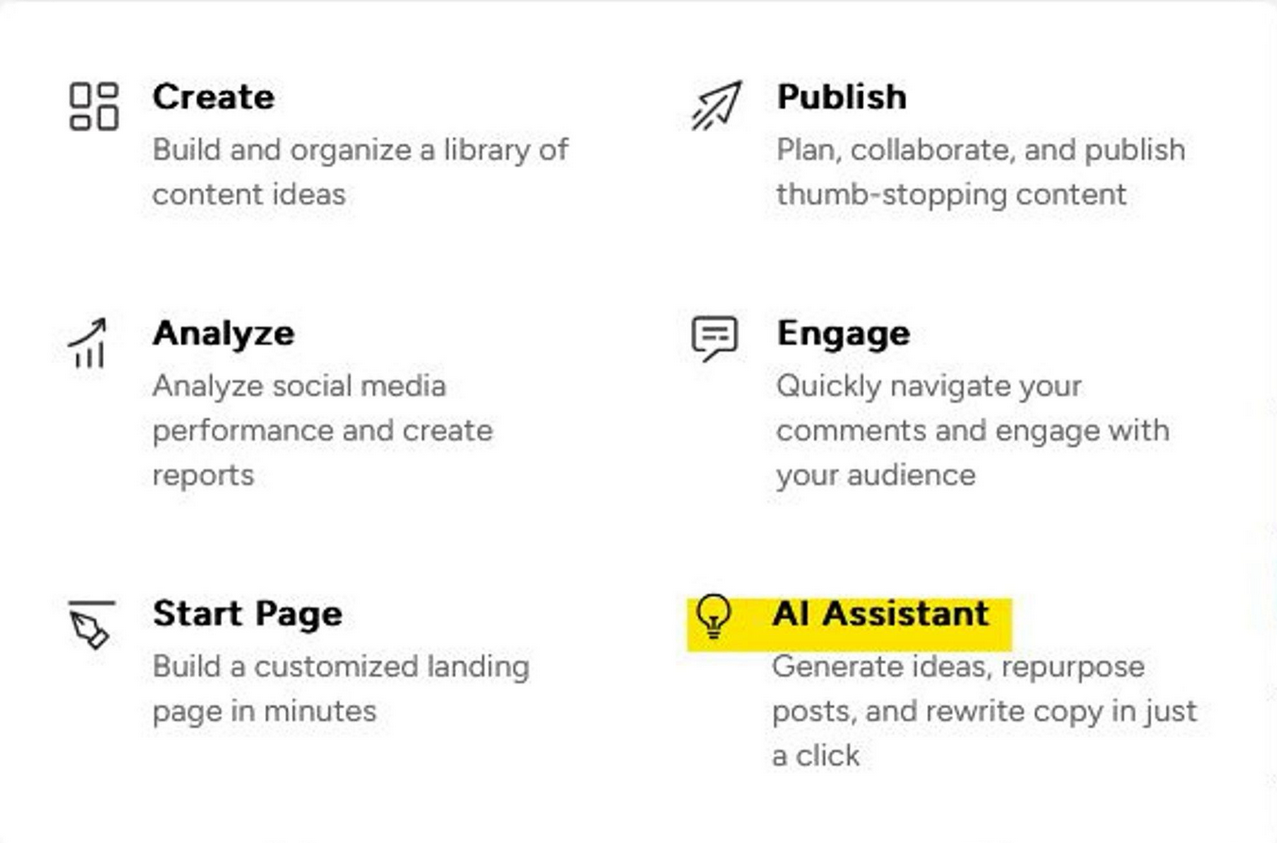 Create
Build and organize a library of
content ideas
Publish
Plan, collaborate, and publish
thumb-stopping content
Analyze
Analyze social media
performance and create
reports
Engage
Quickly navigate your
comments and engage with
your audience
Start Page
Build a customized landing
page in minutes
AI Assistant
Generate ideas, repurpose
posts, and rewrite copy in just
a click